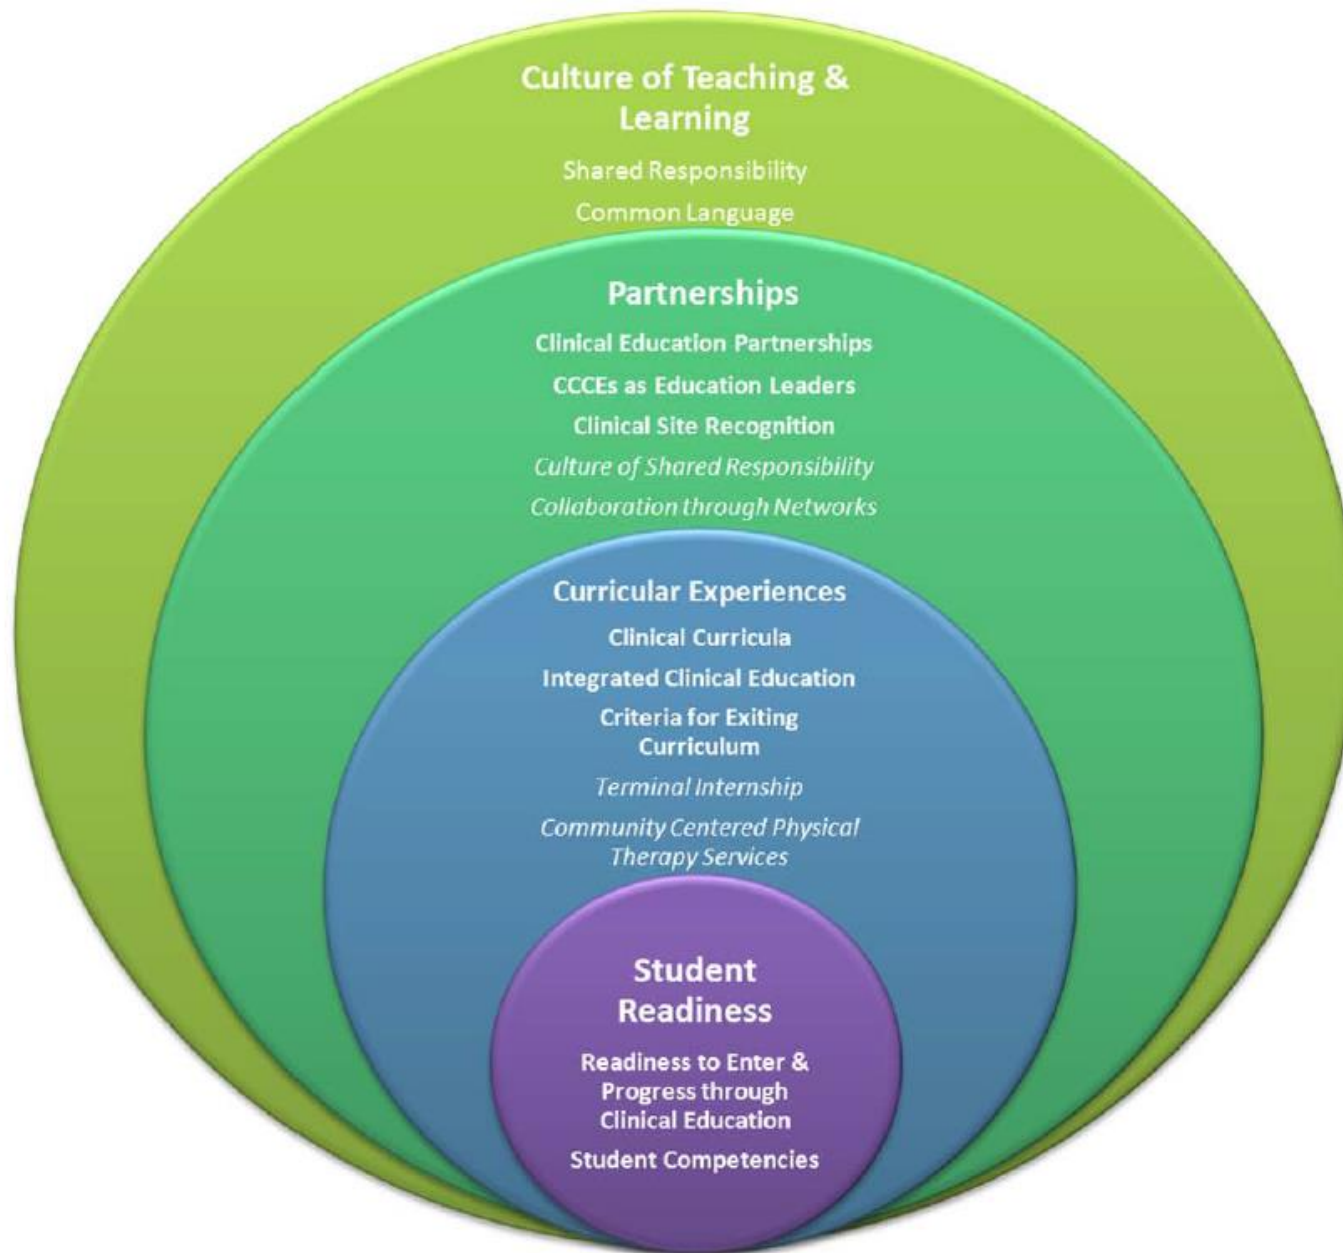 Culture of Teaching &
Learning
Shared Responsibility
Common Language
Partnerships
Clinical Education Partnerships
CCCEs as Education Leaders
Clinical Site Recognition
Culture of Shared Responsibility
Collaboration through Networks
Curricular Experiences
Clinical Curricula
Integrated Clinical Education
Criteria for Exiting
Curriculum
Terminal Internship
Community Centered Physical
Therapy Services
Student
Readiness
Readiness to Enter &
Progress through
Clinical Education
Student Competencies